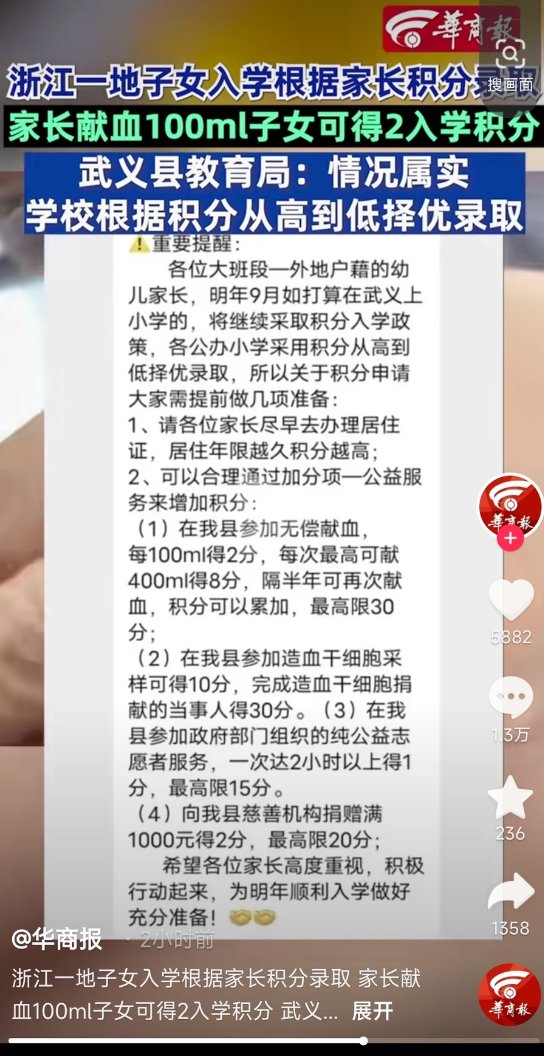 華商報
搜画面
浙江一地子女入学根据家长积分录取
家长献血100ml子女可得2入学积分
武义县教育局：情况属实
学校根据积分从高到低择优录取
⚠️重要提醒：
各位大班段—外地户籍的幼
儿家长，明年9月如打算在武义上
小学的，将继续采取积分入学政
策，各公办小学采用积分从高到
低择优录取，所以关于积分申请
大家需提前做几项准备：
1、请各位家长尽早去办理居住
证，居住年限越久积分越高；
2、可以合理通过加分项—公益服
务来增加积分：
（1）在我县参加无偿献血，
每100ml得2分，每次最高可献
400ml得8分，隔半年可再次献
血，积分可以累加，最高限30
分；
（2）在我县参加造血干细胞采
样可得10分，完成造血干细胞捐
献的当事人得30分。（3）在我
县参加政府部门组织的纯公益志
愿者服务，一次达2小时以上得1
分，最高限15分。
（4）向我县慈善机构捐赠满
1000元得2分，最高限20分；
希望各位家长高度重视，积极
行动起来，为明年顺利入学做好
充分准备！🤝🤝
華商報
5882
1.3万
236
1358
@华商报 · 2小时前
浙江一地子女入学根据家长积分录取 家长献
血100ml子女可得2入学积分 武义... 展开
華商報